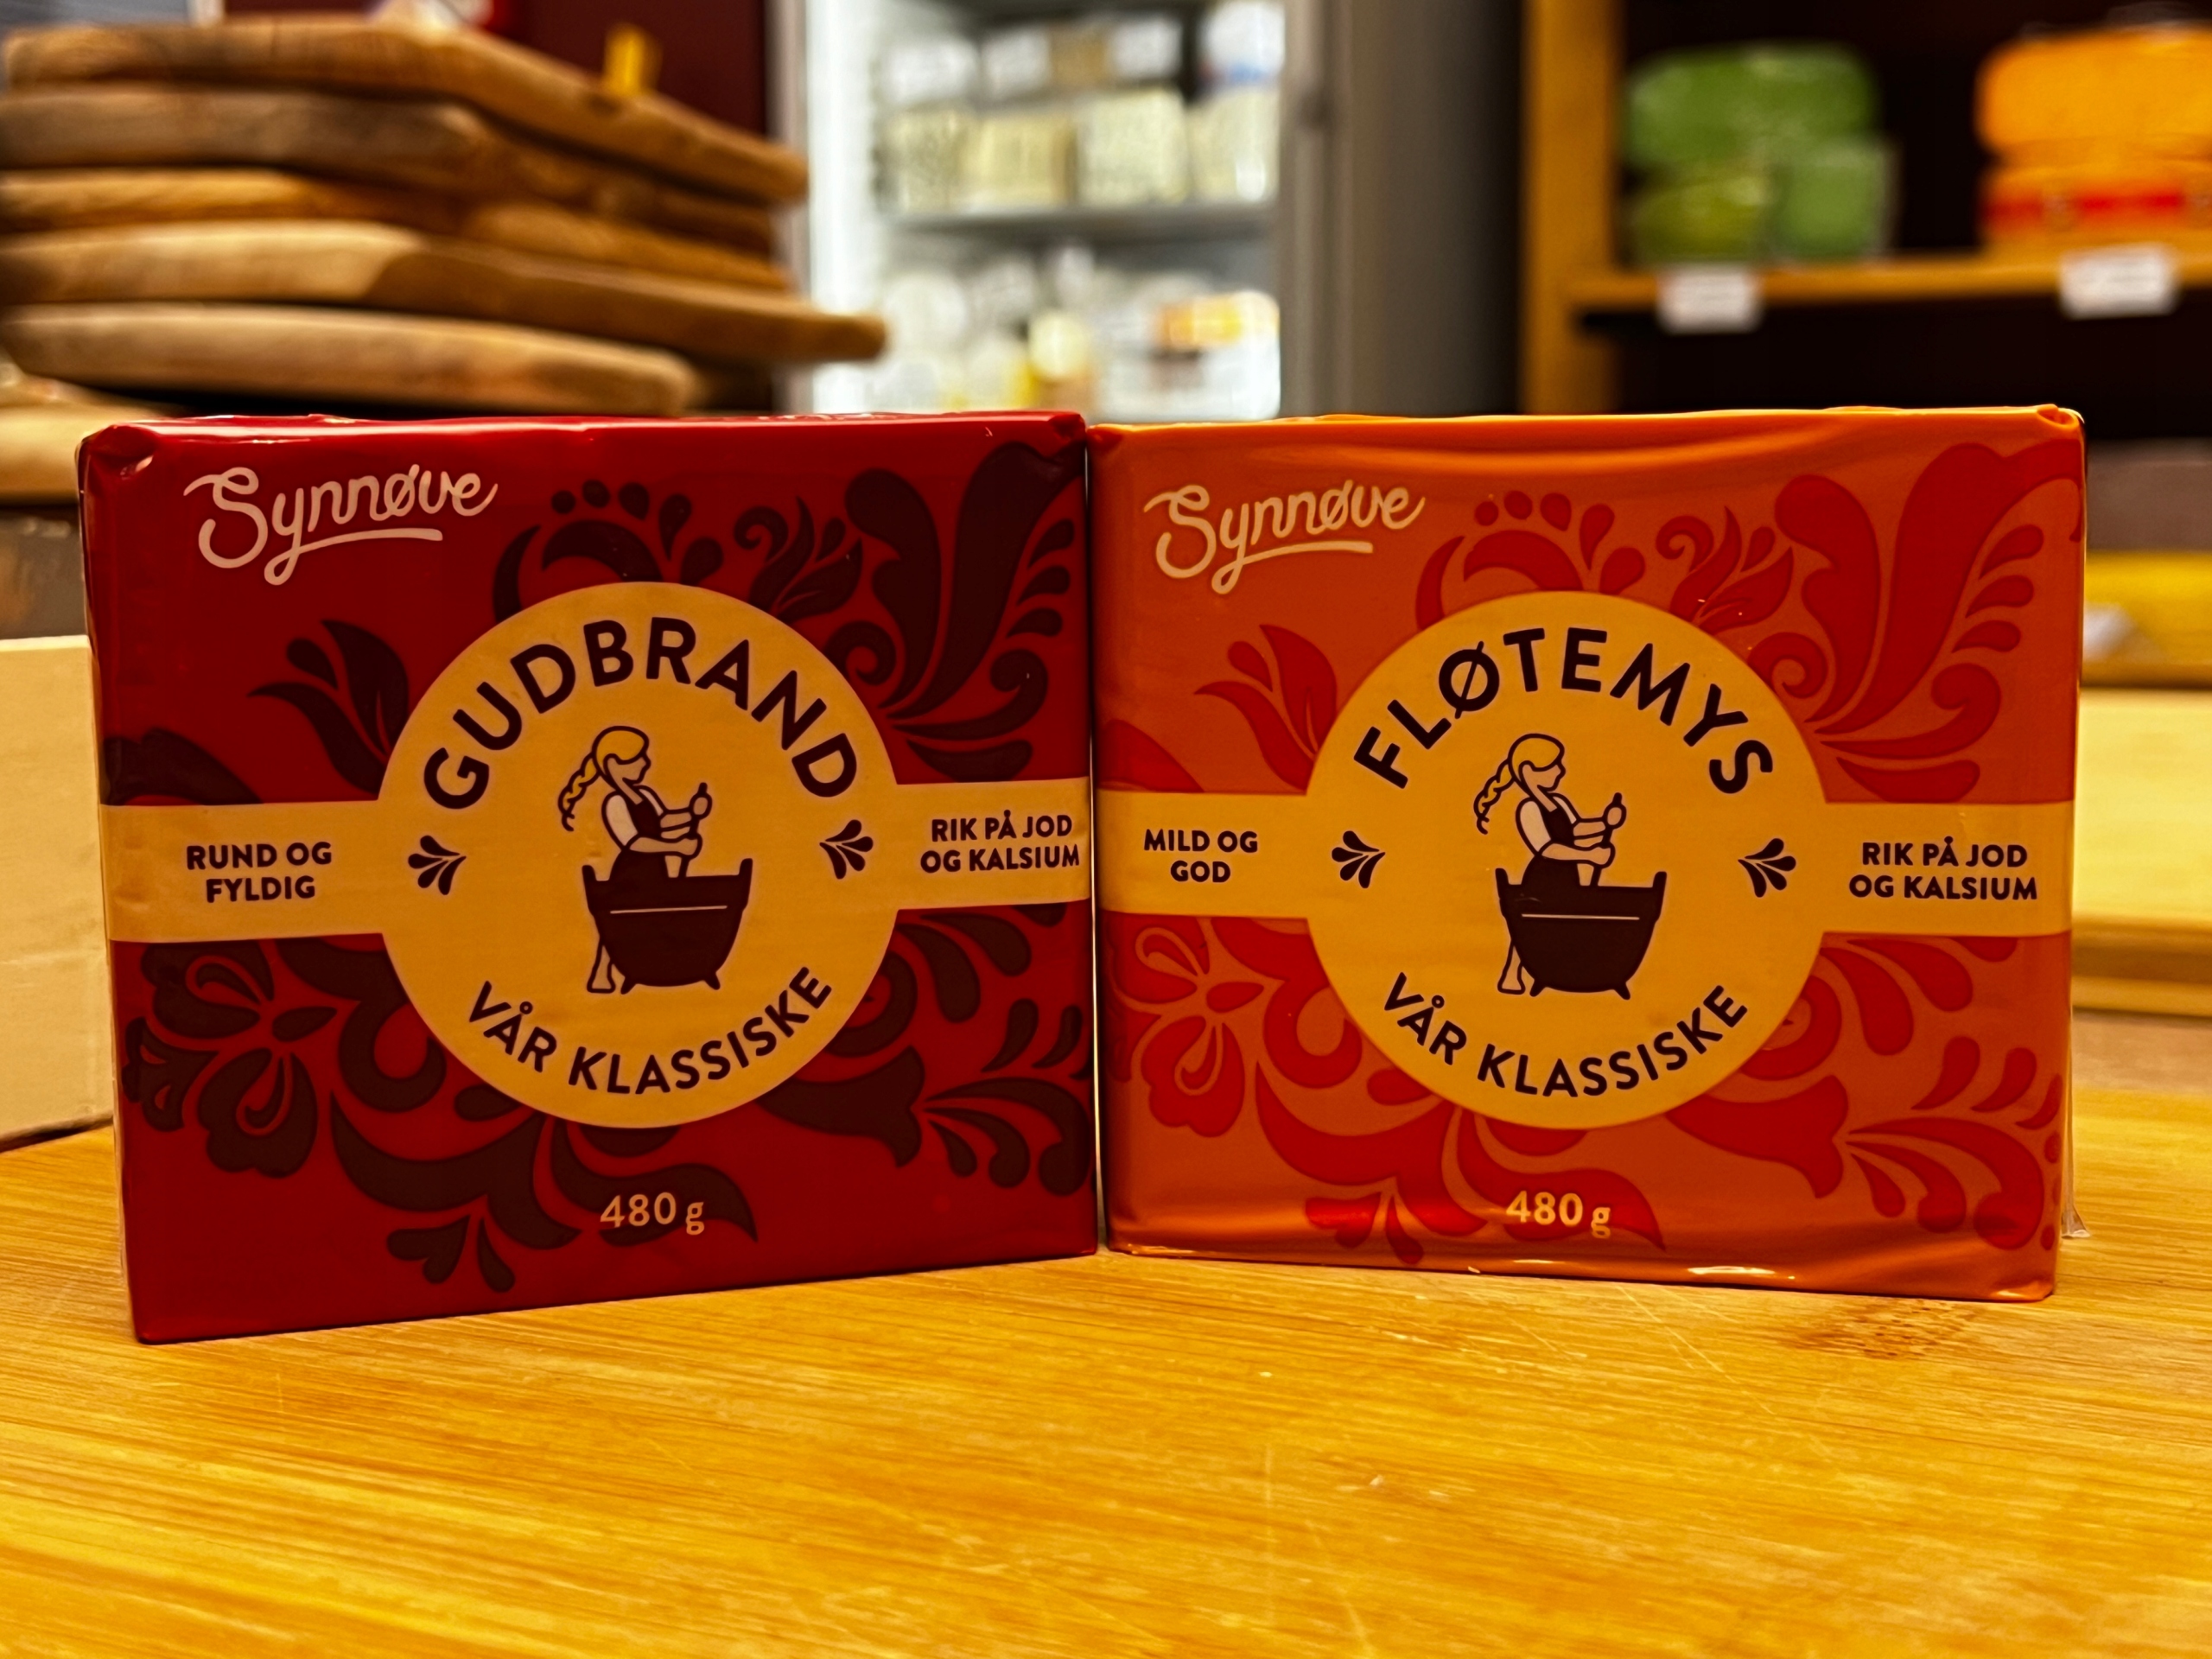 Synnøve
GUDBRAND
RUND OG
FYLDIG
RIK PÅ JOD
OG KALSIUM
VÅR KLASSISKE
480 g
Synnøve
FLØTEMYS
MILD OG
GOD
RIK PÅ JOD
OG KALSIUM
VÅR KLASSISKE
480 g